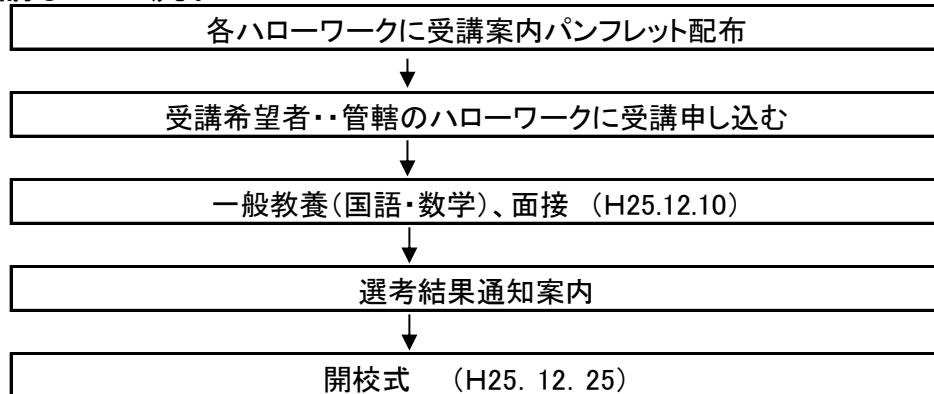 各ハローワークに受講案内パンフレット配布
受講希望者・・管轄のハローワークに受講申し込む
一般教養(国語・数学)、面接 (H25.12.10)
選考結果通知案内
開校式 (H25. 12. 25)